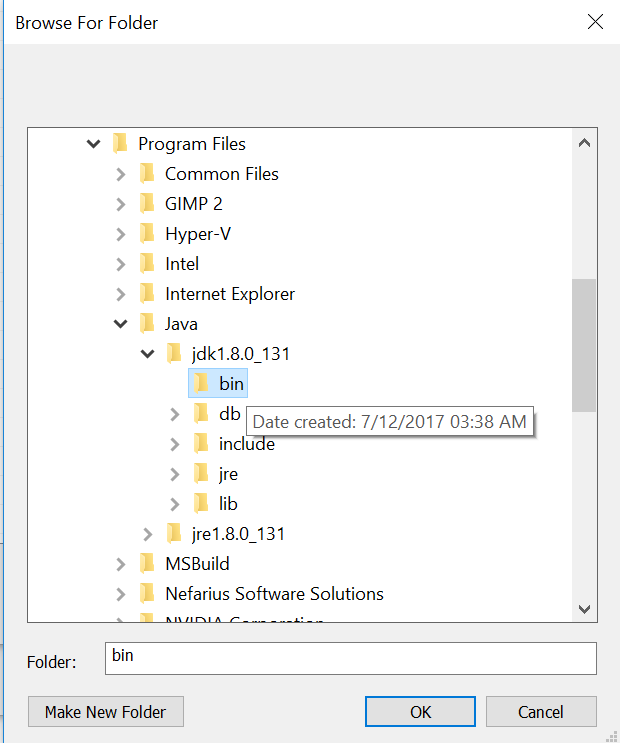 Browse For Folder
Program Files
Common Files
GIMP 2
Hyper-V
Intel
Internet Explorer
Java
jdk1.8.0_131
bin
db
Date created: 7/12/2017 03:38 AM
include
jre
lib
jre1.8.0_131
MSBuild
Nefarius Software Solutions
NVIDIA Corporation
Folder:
bin
Make New Folder
OK
Cancel